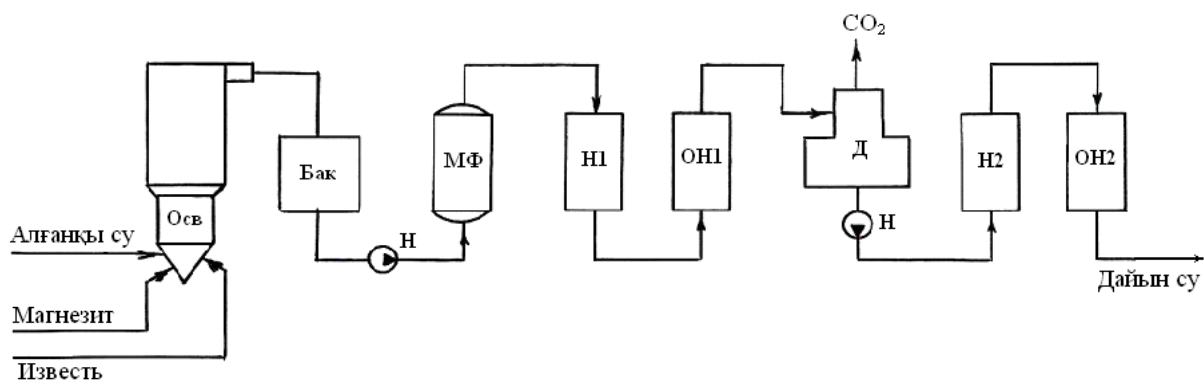 CO₂
Осв
Бак
МФ
Н1
ОН1
Д
Н2
ОН2
Н
Н
Алғанқы су
Дайын су
Магнезит
Известь